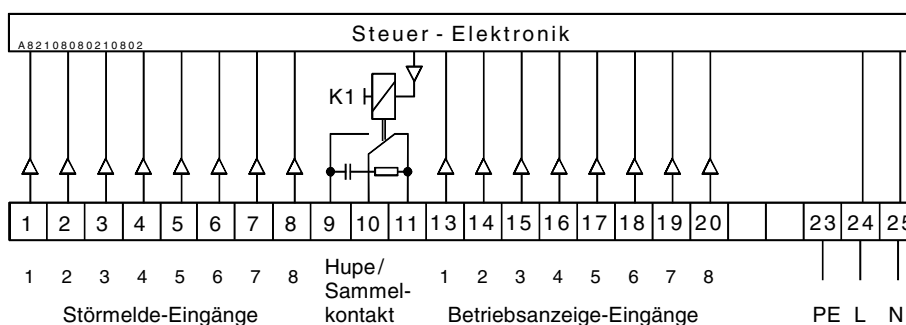 Steuer - Elektronik
A82108080210802
K1
1 2 3 4 5 6 7 8 9 10 11 13 14 15 16 17 18 19 20 23 24 25
1 2 3 4 5 6 7 8 Hupe/ 1 2 3 4 5 6 7 8
Sammel-
Störmelde-Eingänge kontakt Betriebsanzeige-Eingänge PE L N